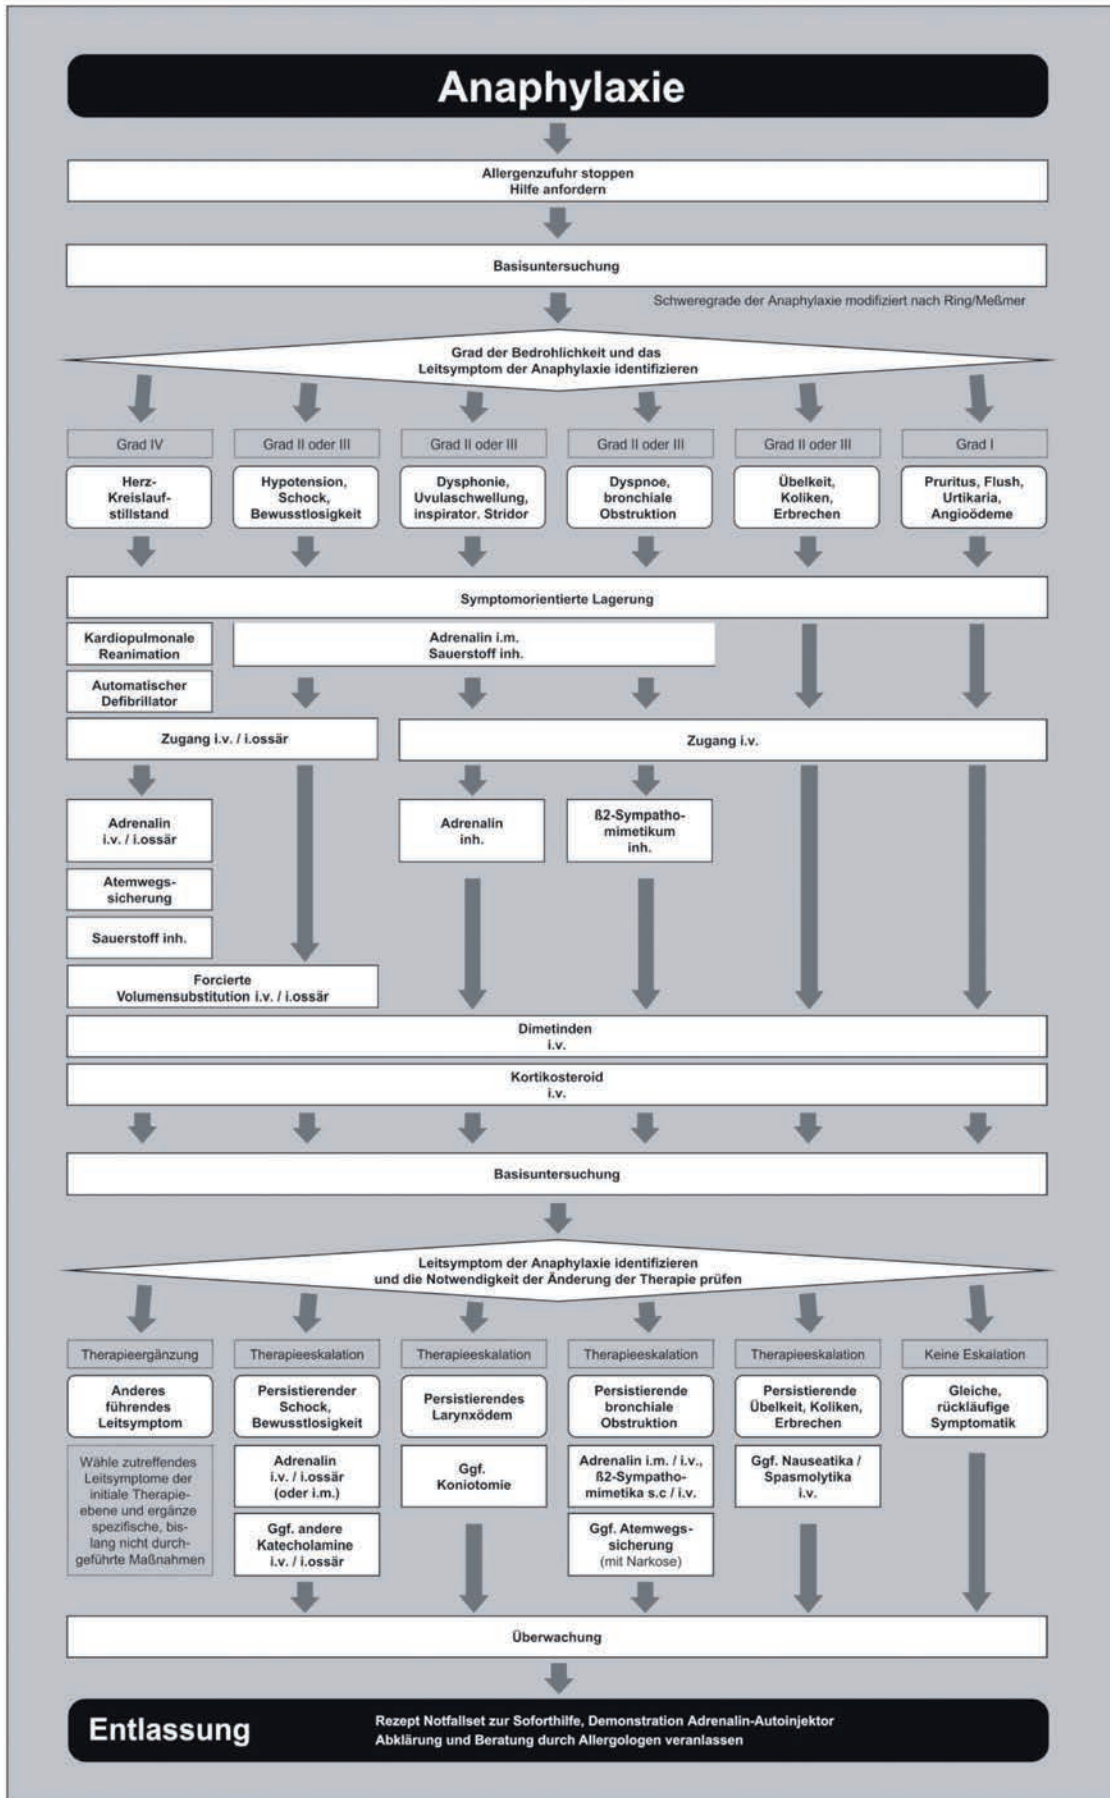 Anaphylaxie
Allergenzufuhr stoppen
Hilfe anfordern
Basisuntersuchung
Schweregrade der Anaphylaxie modifiziert nach Ring/Meßmer
Grad der Bedrohlichkeit und das
Leitsymptom der Anaphylaxie identifizieren
Grad IV
Grad II oder III
Grad II oder III
Grad II oder III
Grad II oder III
Grad I
Herz-
Kreislauf-
stillstand
Hypotension,
Schock,
Bewusstlosigkeit
Dysphonie,
Uvulaschwellung,
inspirator. Stridor
Dyspnoe,
bronchiale
Obstruktion
Übelkeit,
Koliken,
Erbrechen
Pruritus, Flush,
Urtikaria,
Angioödeme
Symptomorientierte Lagerung
Kardiopulmonale
Reanimation
Adrenalin i.m.
Sauerstoff inh.
Automatischer
Defibrillator
Zugang i.v. / i.ossär
Zugang i.v.
Adrenalin
i.v. / i.ossär
Adrenalin
inh.
ß2-Sympatho-
mimetikum
inh.
Atemwegs-
sicherung
Sauerstoff inh.
Forcierte
Volumensubstitution i.v. / i.ossär
Dimetinden
i.v.
Kortikosteroid
i.v.
Basisuntersuchung
Leitsymptom der Anaphylaxie identifizieren
und die Notwendigkeit der Änderung der Therapie prüfen
Therapieergänzung
Therapieeskalation
Therapieeskalation
Therapieeskalation
Therapieeskalation
Keine Eskalation
Anderes
führendes
Leitsymptom
Persistierender
Schock,
Bewusstlosigkeit
Persistierendes
Larynxödem
Persistierende
bronchiale
Obstruktion
Persistierende
Übelkeit, Koliken,
Erbrechen
Gleiche,
rückläufige
Symptomatik
Wähle zutreffendes
Leitsymptome der
initiale Therapie-
ebene und ergänze
spezifische, bis-
lang nicht durch-
geführte Maßnahmen
Adrenalin
i.v. / i.ossär
(oder i.m.)
Ggf. andere
Katecholamine
i.v. / i.ossär
Ggf.
Koniotomie
Adrenalin i.m. / i.v.,
ß2-Sympatho-
mimetika s.c / i.v.
Ggf. Atemwegs-
sicherung
(mit Narkose)
Ggf. Nauseatika /
Spasmolytika
i.v.
Überwachung
Entlassung
Rezept Notfallset zur Soforthilfe, Demonstration Adrenalin-Autoinjektor
Abklärung und Beratung durch Allergologen veranlassen